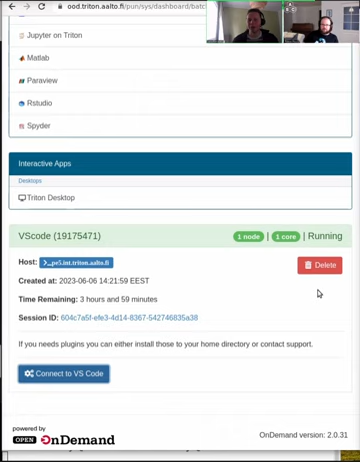 ood.triton.aalto.fi/pun/sys/dashboard/batc
Jupyter on Triton
Matlab
Paraview
Rstudio
Spyder
Interactive Apps
Desktops
Triton Desktop
VScode (19175471)
1 node | 1 core | Running
Host: >_pe5.int.triton.aalto.fi
Delete
Created at: 2023-06-06 14:21:59 EEST
Time Remaining: 3 hours and 59 minutes
Session ID: 604c7a5f-efe3-4d14-8367-542746835a38
If you needs plugins you can either install those to your home directory or contact support.
Connect to VS Code
powered by
OPEN OnDemand
OnDemand version: 2.0.31